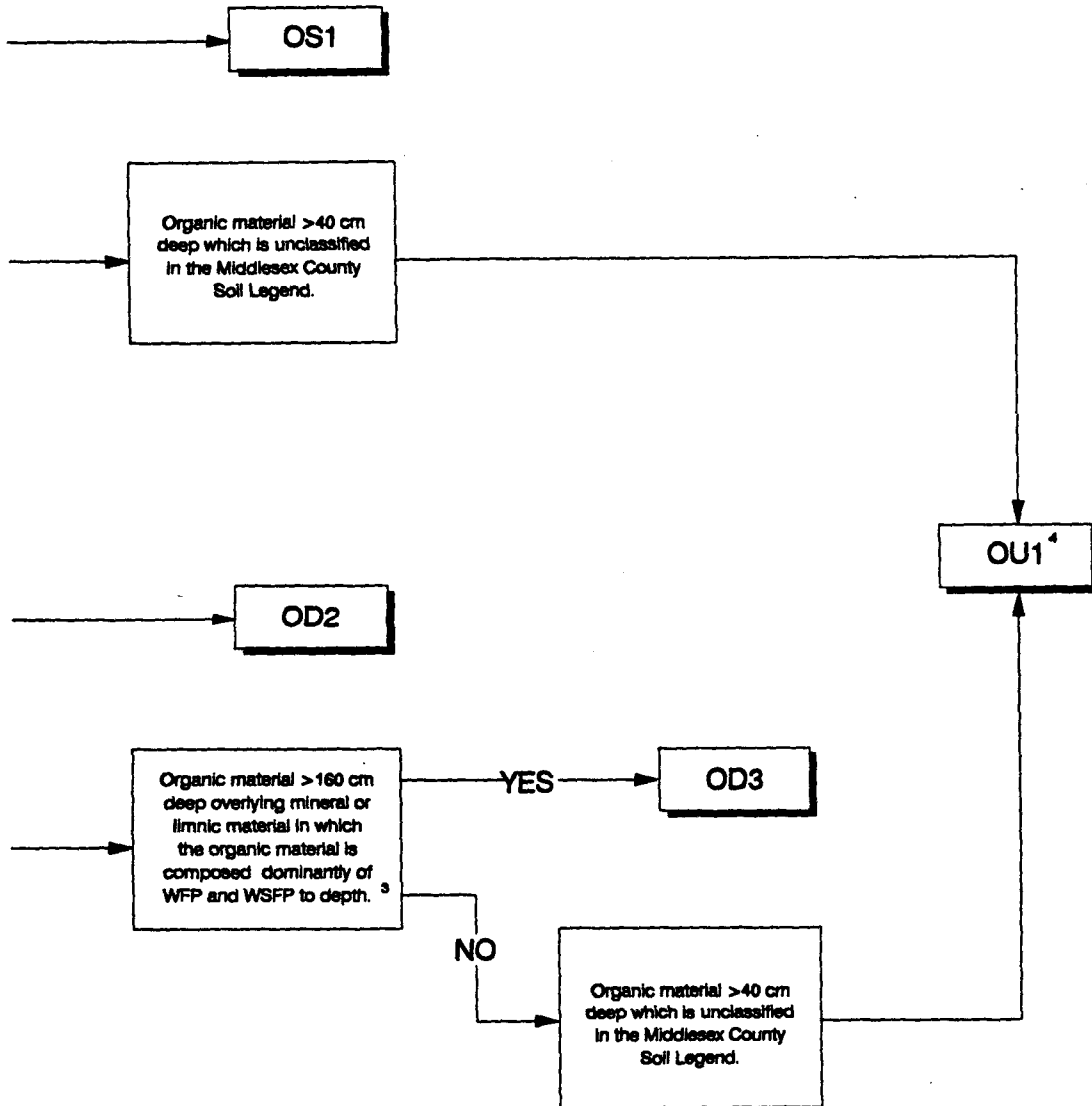 OS1
Organic material >40 cm
deep which is unclassified
in the Middlesex County
Soil Legend.
OU1 4
OD2
Organic material >160 cm
deep overlying mineral or
limnic material in which
the organic material is
composed dominantly of
WFP and WSFP to depth. 3
YES
OD3
NO
Organic material >40 cm
deep which is unclassified
in the Middlesex County
Soil Legend.